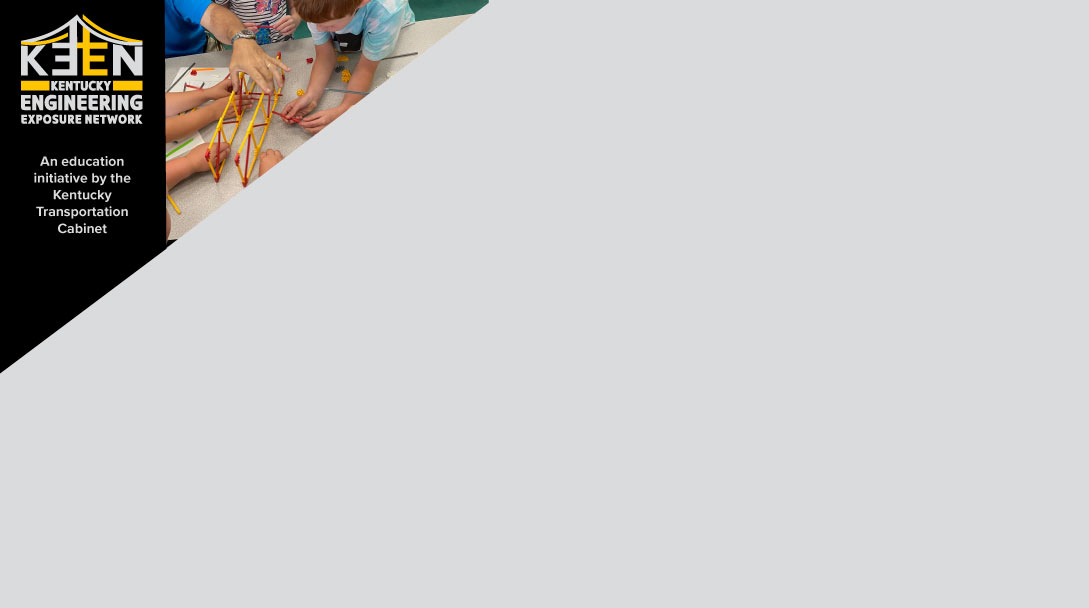 KEEN
KENTUCKY
ENGINEERING
EXPOSURE NETWORK
An education
initiative by the
Kentucky
Transportation
Cabinet